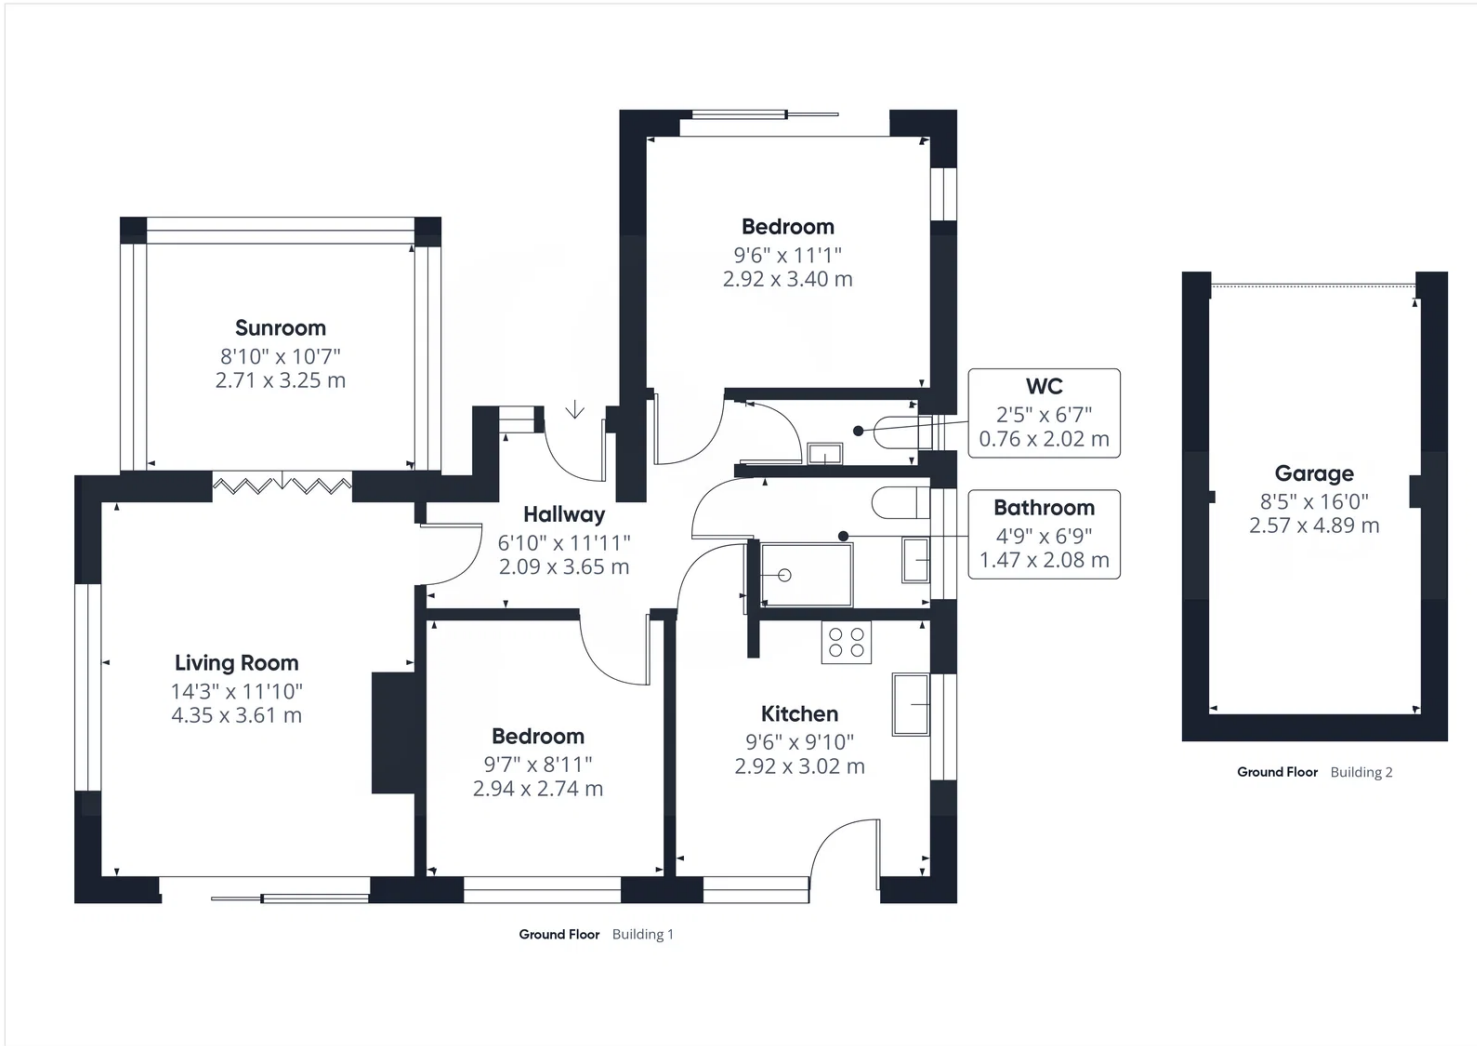 Bedroom
9'6" x 11'1"
2.92 x 3.40 m
Sunroom
8'10" x 10'7"
2.71 x 3.25 m
WC
2'5" x 6'7"
0.76 x 2.02 m
Garage
8'5" x 16'0"
2.57 x 4.89 m
Hallway
6'10" x 11'11"
2.09 x 3.65 m
Bathroom
4'9" x 6'9"
1.47 x 2.08 m
Living Room
14'3" x 11'10"
4.35 x 3.61 m
Bedroom
9'7" x 8'11"
2.94 x 2.74 m
Kitchen
9'6" x 9'10"
2.92 x 3.02 m
Ground Floor Building 2
Ground Floor Building 1